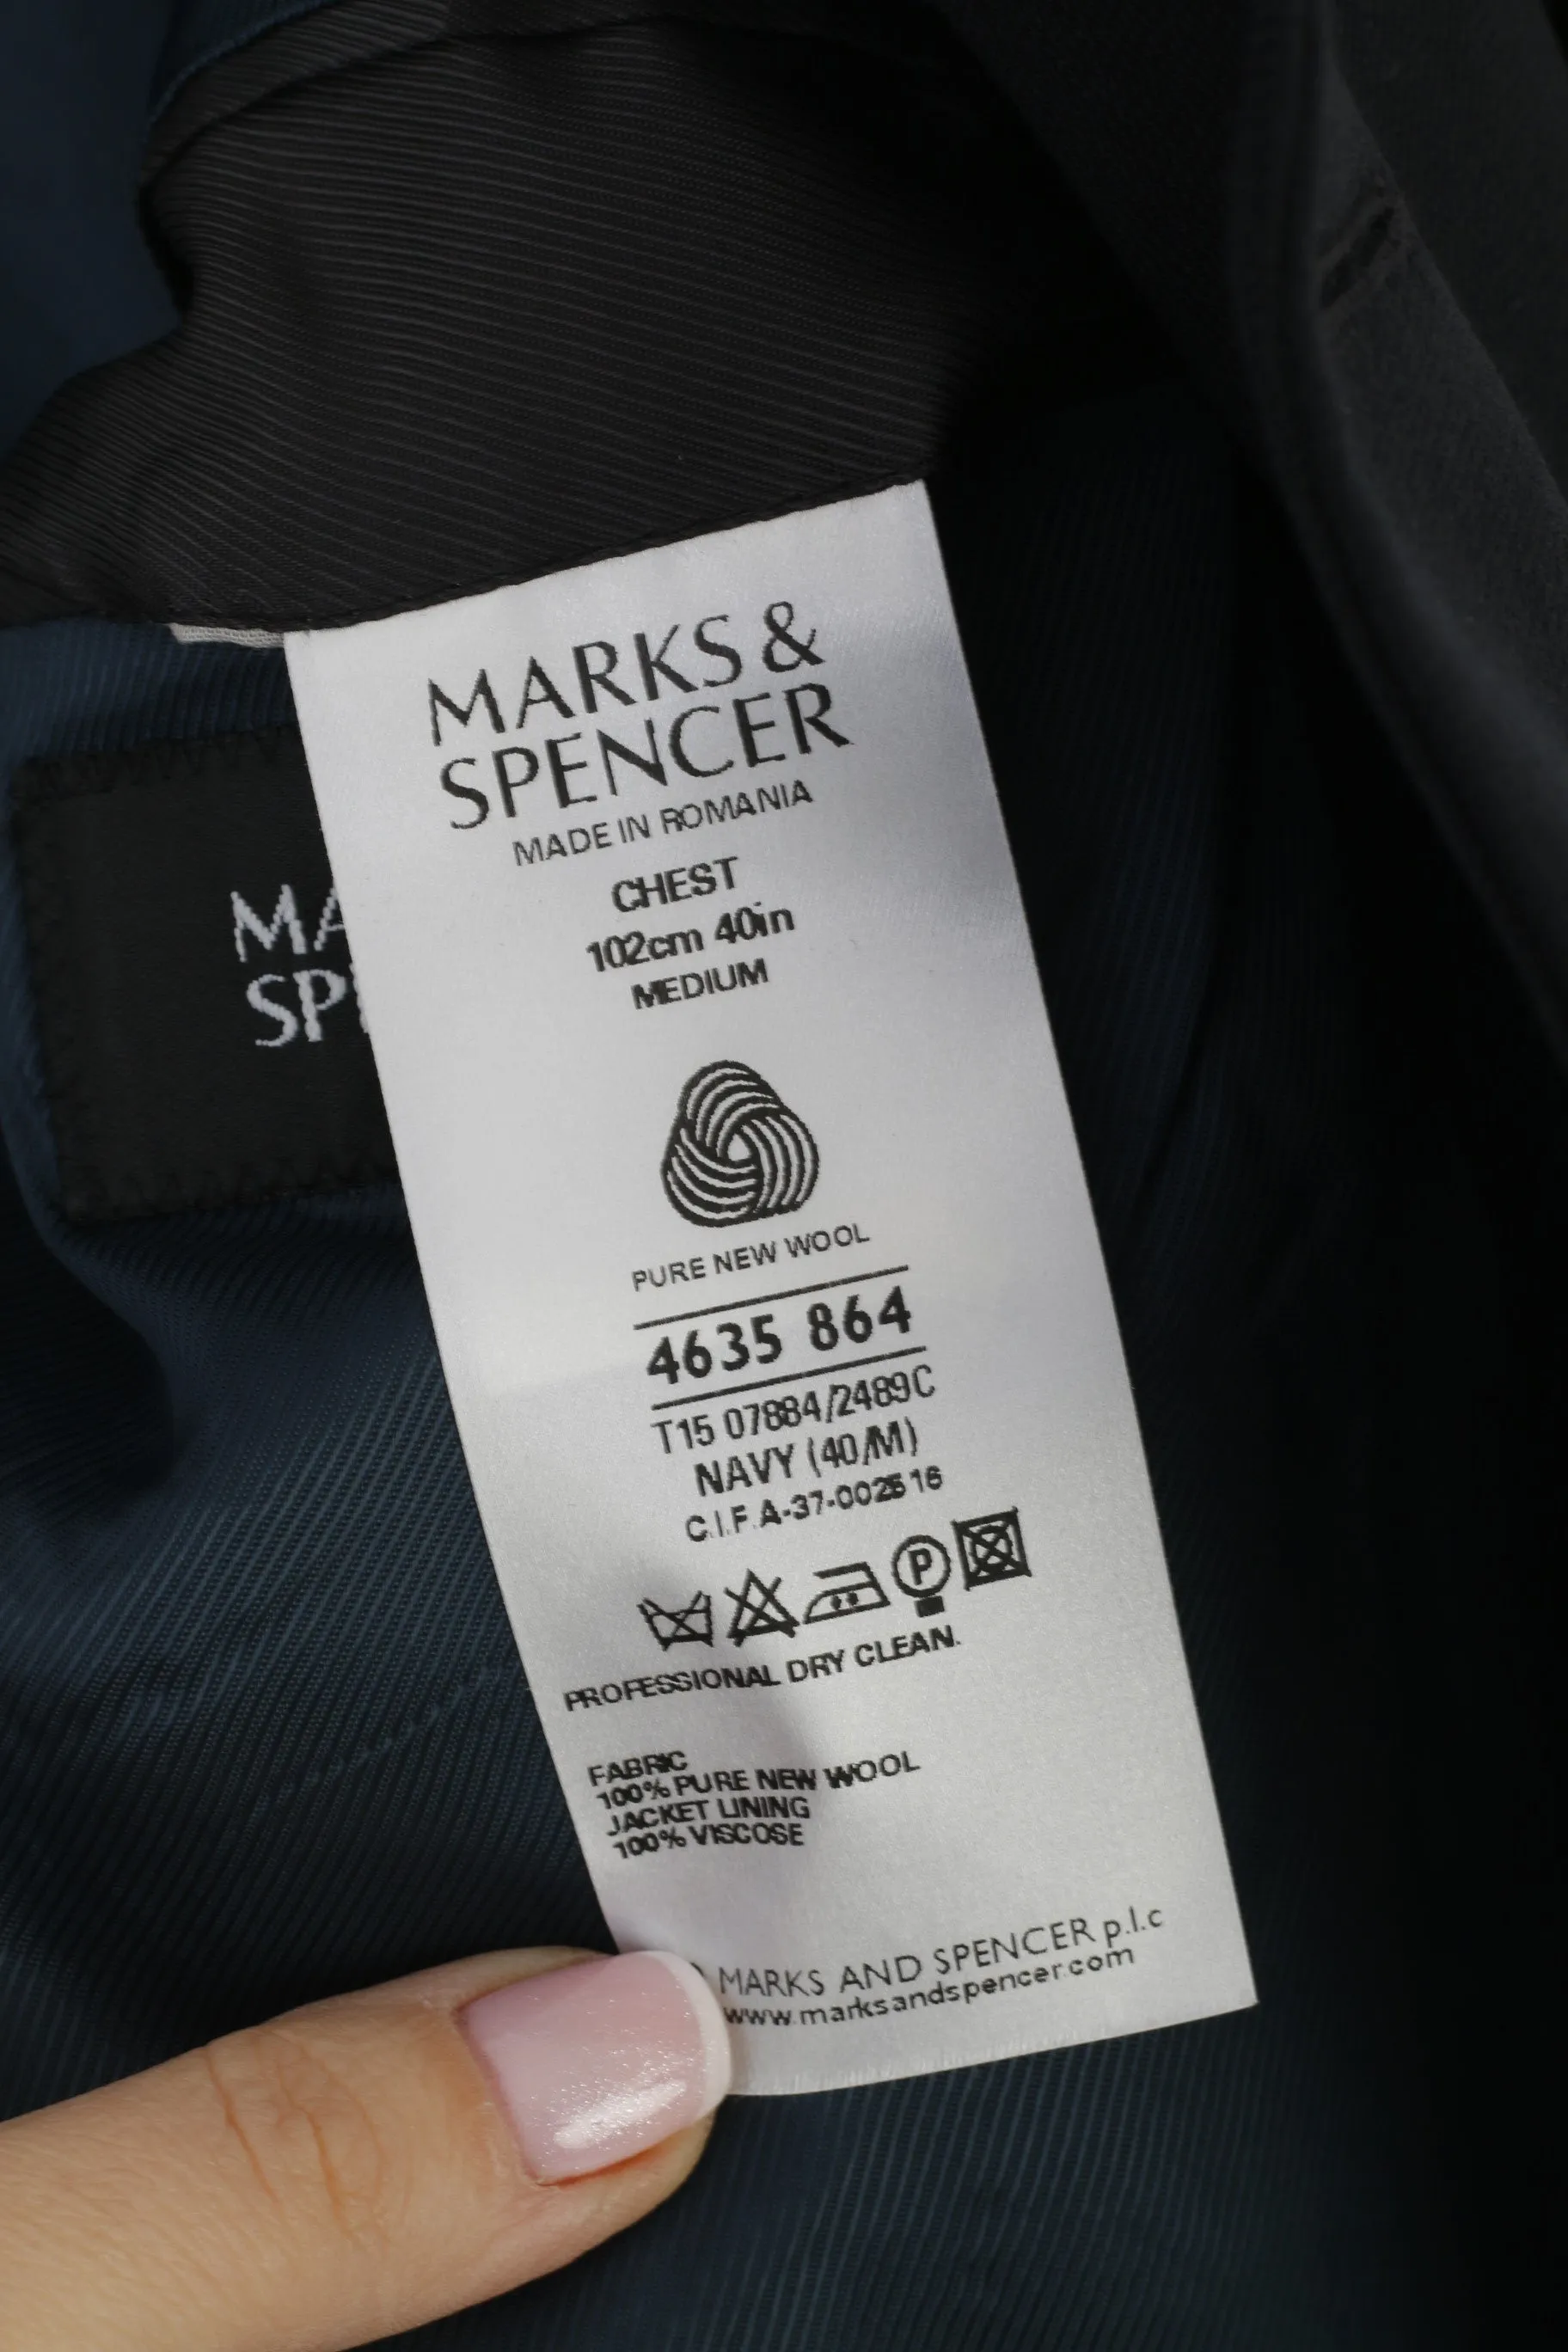 MARKS &
SPENCER
MADE IN ROMANIA
CHEST
102cm 40in
MEDIUM
PURE NEW WOOL
4635 864
T15 07884/2489C
NAVY (40/M)
C.I.F. A-37-002516
P
PROFESSIONAL DRY CLEAN.
FABRIC
100% PURE NEW WOOL
JACKET LINING
100% VISCOSE
MARKS AND SPENCER p.l.c
www.marksandspencer.com
MA
SP